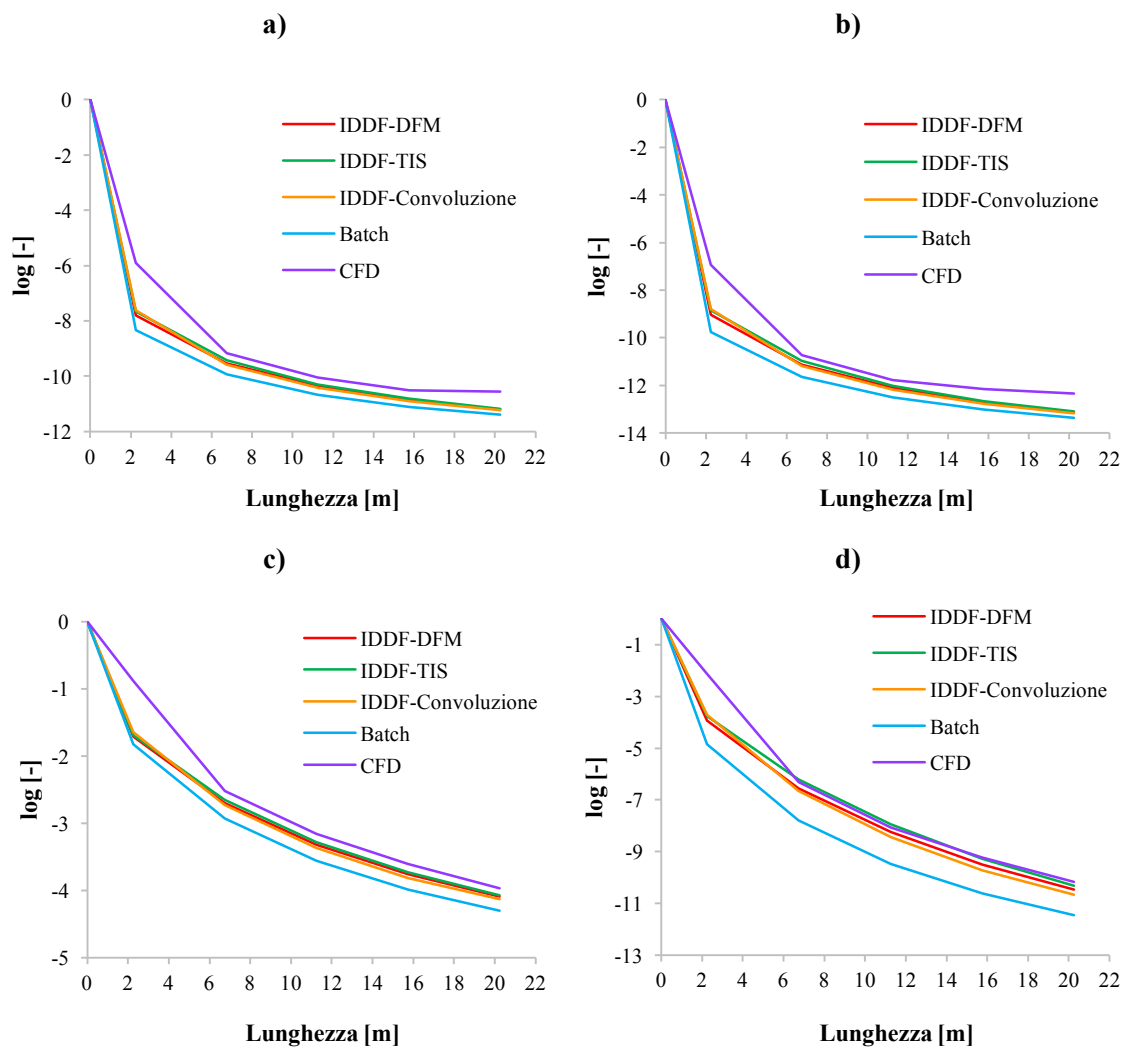 a)
0
-2
-4
-6
-8
-10
-12
log [-]
IDDF-DFM
IDDF-TIS
IDDF-Convoluzione
Batch
CFD
0 2 4 6 8 10 12 14 16 18 20 22
Lunghezza [m]
b)
0
-2
-4
-6
-8
-10
-12
-14
log [-]
IDDF-DFM
IDDF-TIS
IDDF-Convoluzione
Batch
CFD
0 2 4 6 8 10 12 14 16 18 20 22
Lunghezza [m]
c)
0
-1
-2
-3
-4
-5
log [-]
IDDF-DFM
IDDF-TIS
IDDF-Convoluzione
Batch
CFD
0 2 4 6 8 10 12 14 16 18 20 22
Lunghezza [m]
d)
-1
-3
-5
-7
-9
-11
-13
log [-]
IDDF-DFM
IDDF-TIS
IDDF-Convoluzione
Batch
CFD
0 2 4 6 8 10 12 14 16 18 20 22
Lunghezza [m]